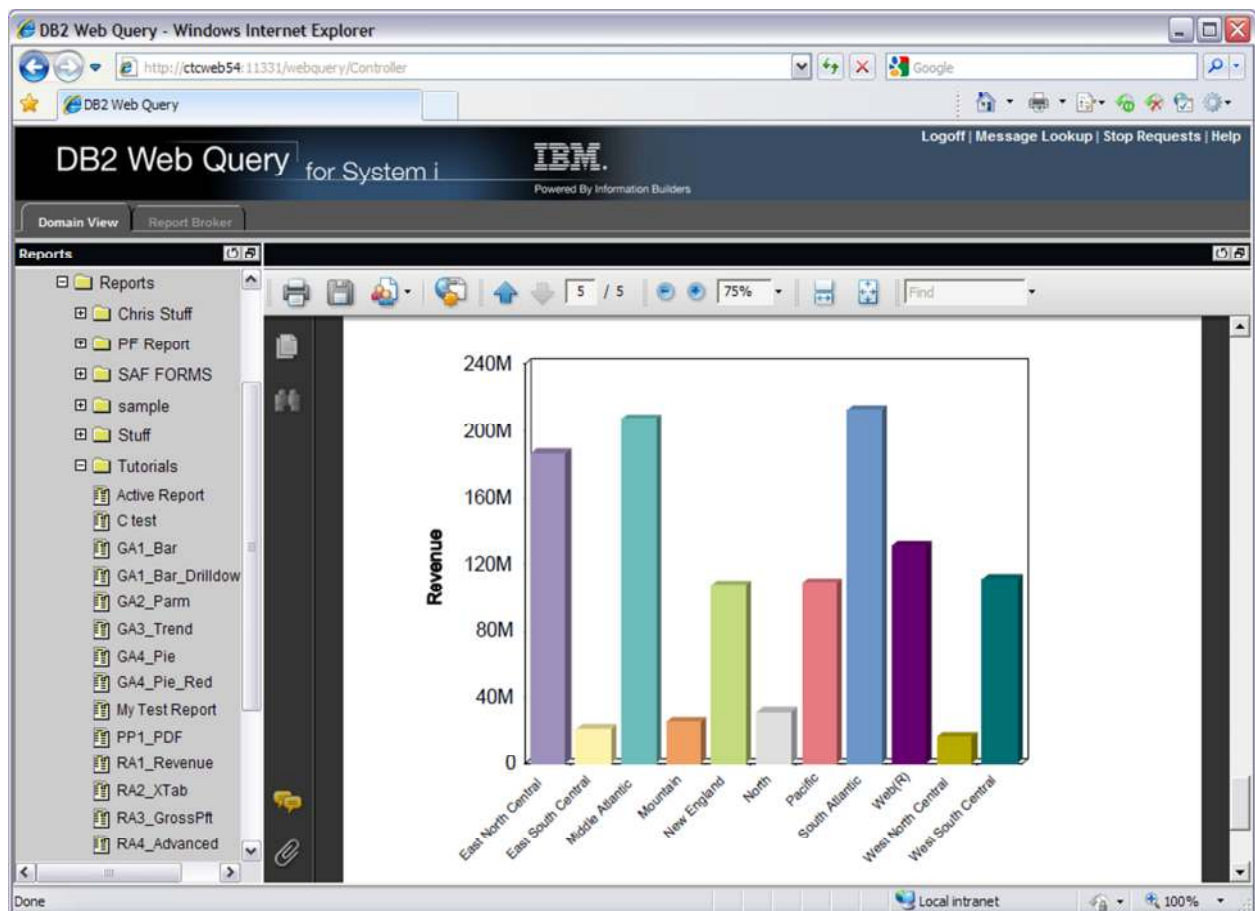 DB2 Web Query - Windows Internet Explorer
http://ctcweb54:11331/webquery/Controller
Google
DB2 Web Query
Logoff | Message Lookup | Stop Requests | Help
DB2 Web Query for System i
IBM.
Powered By Information Builders
Domain View
Report Broker
Reports
Reports
Chris Stuff
PF Report
SAF FORMS
sample
Stuff
Tutorials
Active Report
C test
GA1_Bar
GA1_Bar_Drilldow
GA2_Parm
GA3_Trend
GA4_Pie
GA4_Pie_Red
My Test Report
PP1_PDF
RA1_Revenue
RA2_XTab
RA3_GrossPft
RA4_Advanced
5 / 5
75%
Find
Revenue
240M
200M
160M
120M
80M
40M
0
East North Central
East South Central
Middle Atlantic
Mountain
New England
North
Pacific
South Atlantic
Web(R)
West North Central
West South Central
Done
Local intranet
100%